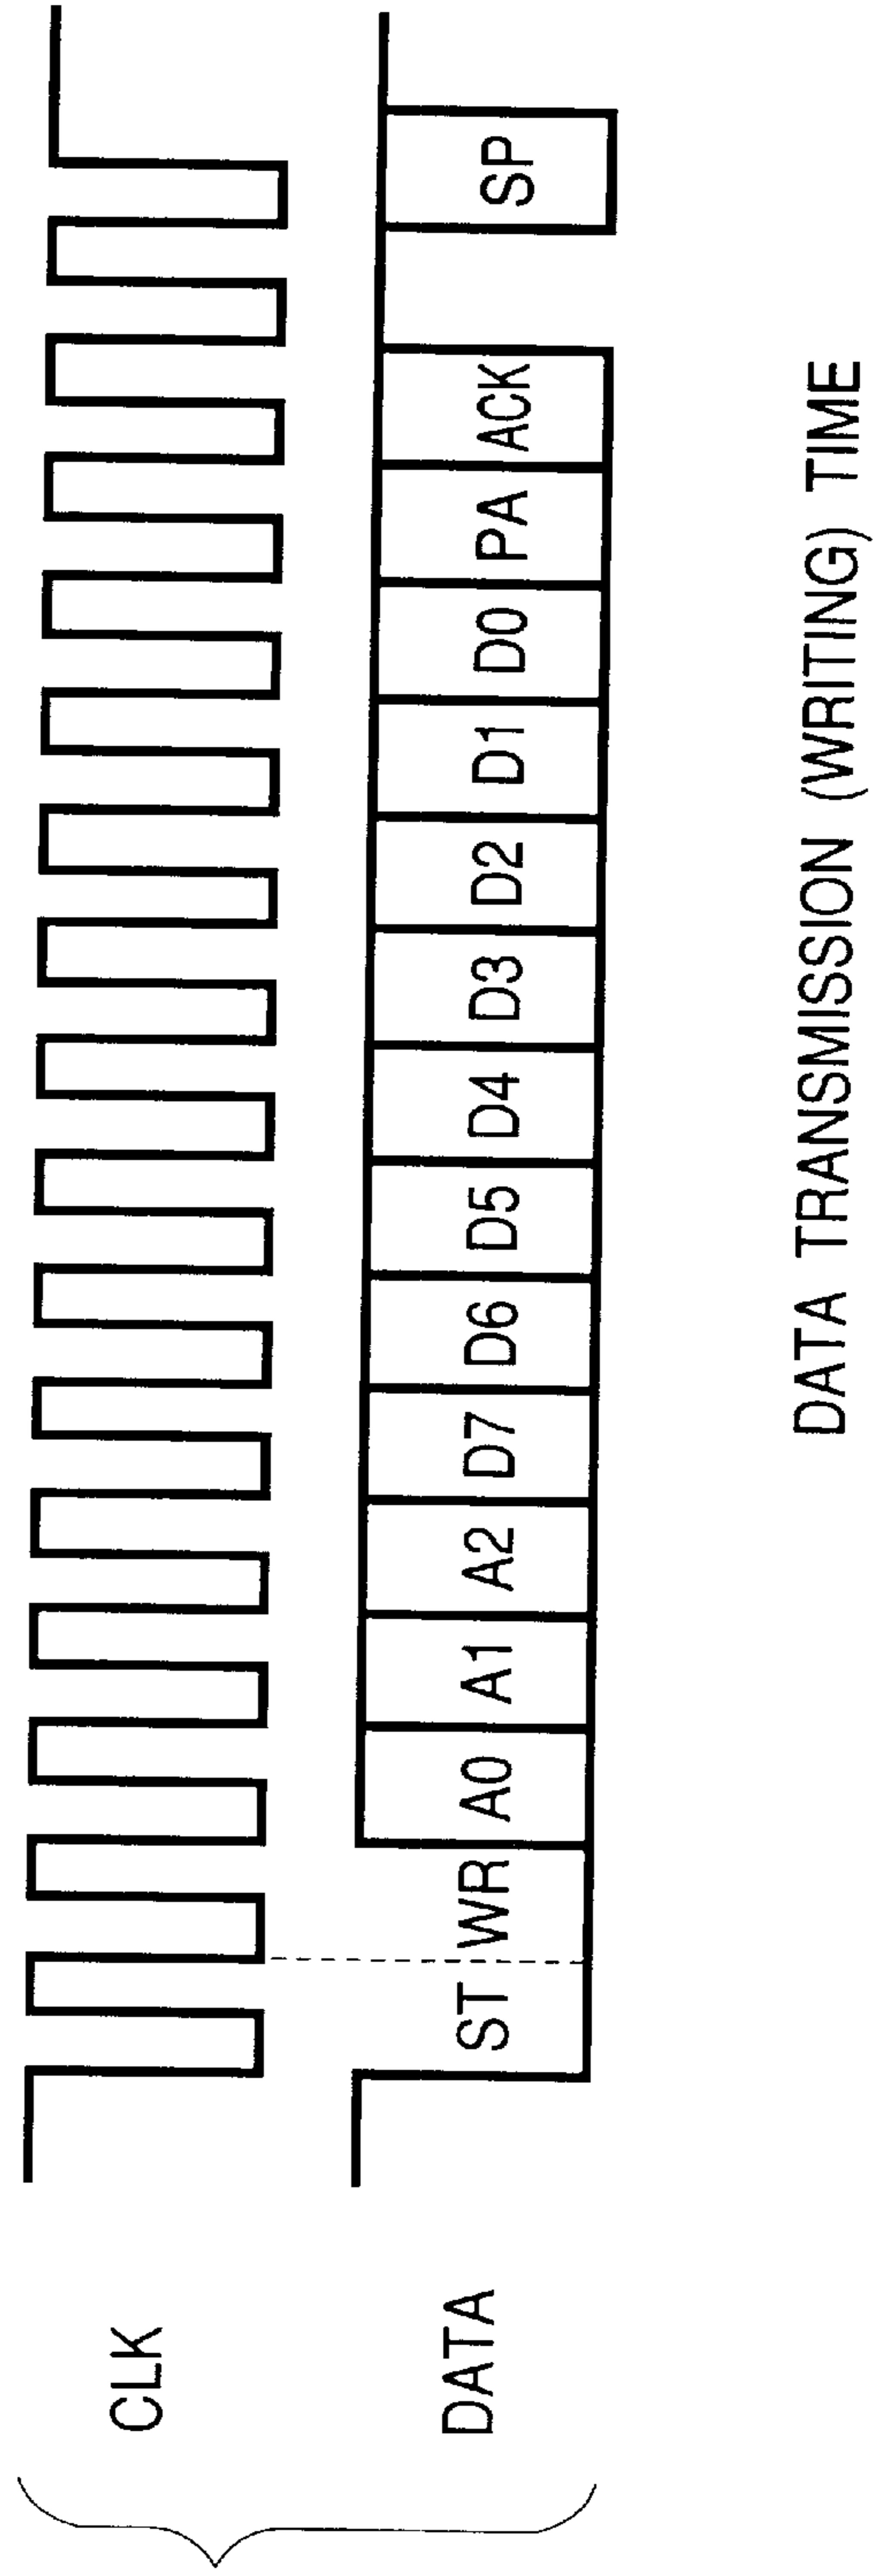 CLK
DATA ST WR A0 A1 A2 D7 D6 D5 D4 D3 D2 D1 D0 PA ACK SP
DATA TRANSMISSION (WRITING) TIME